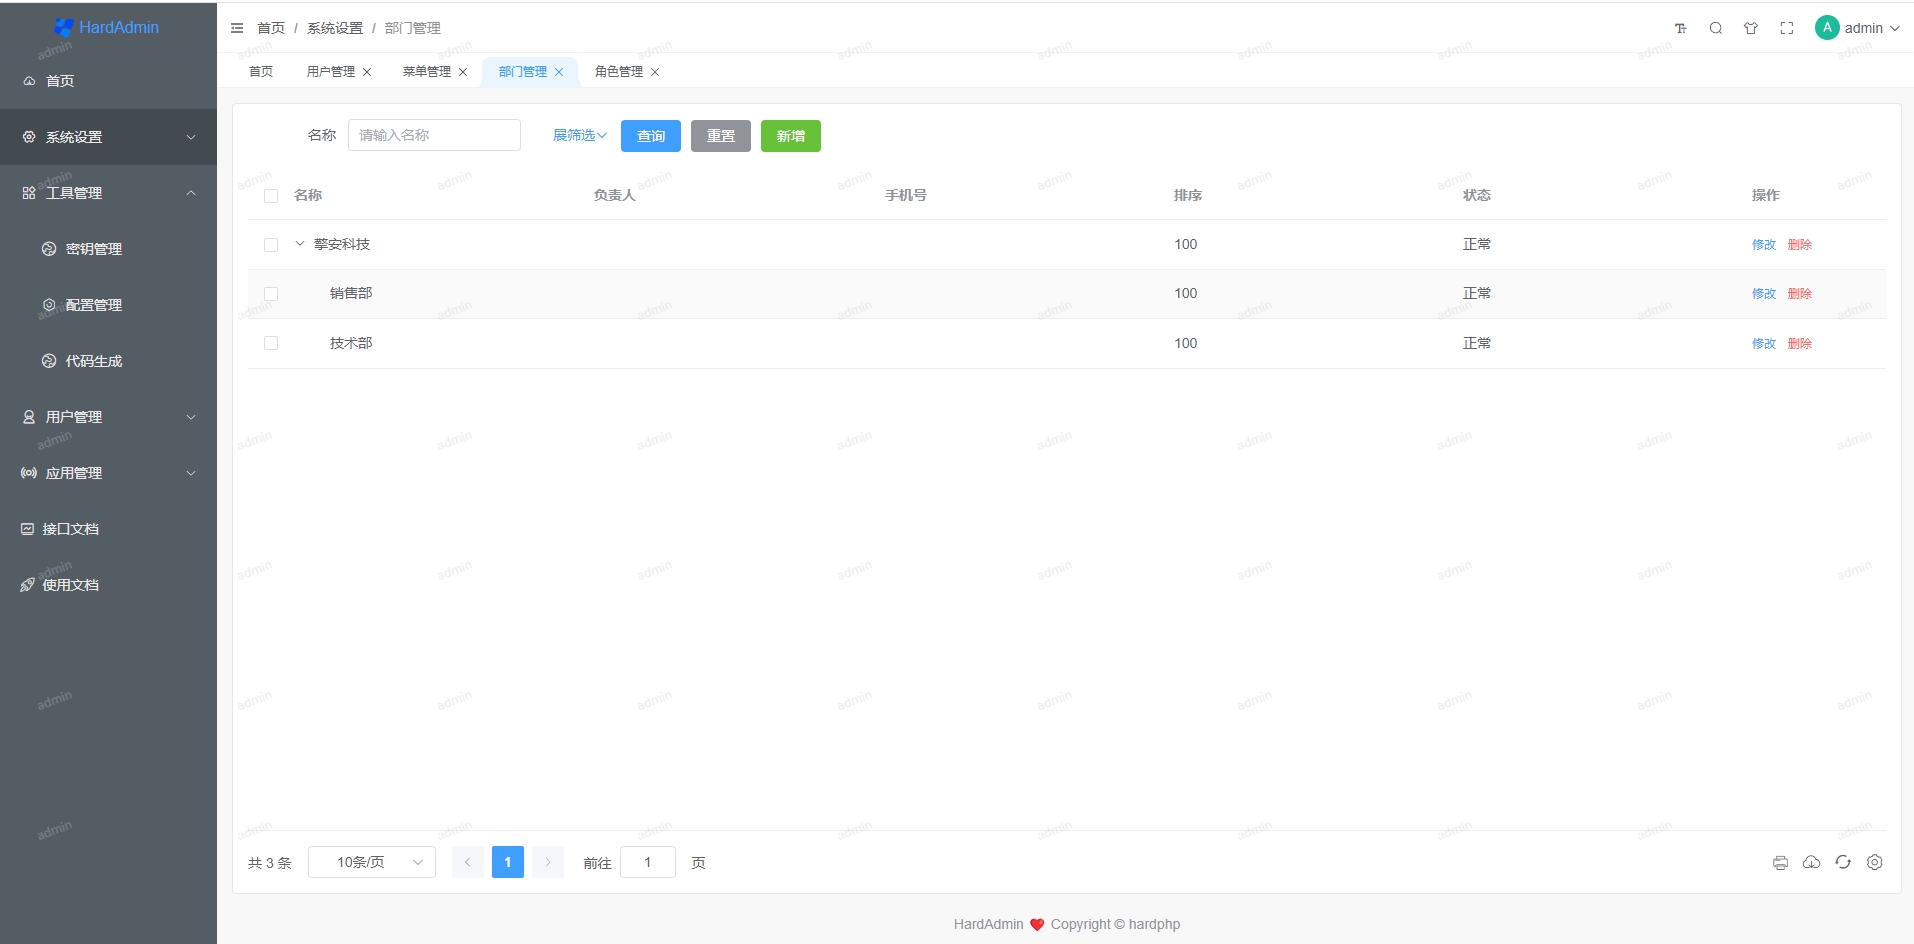 HardAdmin
首页
系统设置
工具管理
密钥管理
配置管理
代码生成
用户管理
应用管理
接口文档
使用文档
首页 / 系统设置 / 部门管理
A admin
首页 用户管理 菜单管理 部门管理 角色管理
名称 请输入名称 展筛选 查询 重置 新增
名称 负责人 手机号 排序 状态 操作
擎安科技 100 正常 修改 删除
销售部 100 正常 修改 删除
技术部 100 正常 修改 删除
共 3 条 10条/页 1 前往 1 页
HardAdmin ❤️ Copyright © hardphp
admin